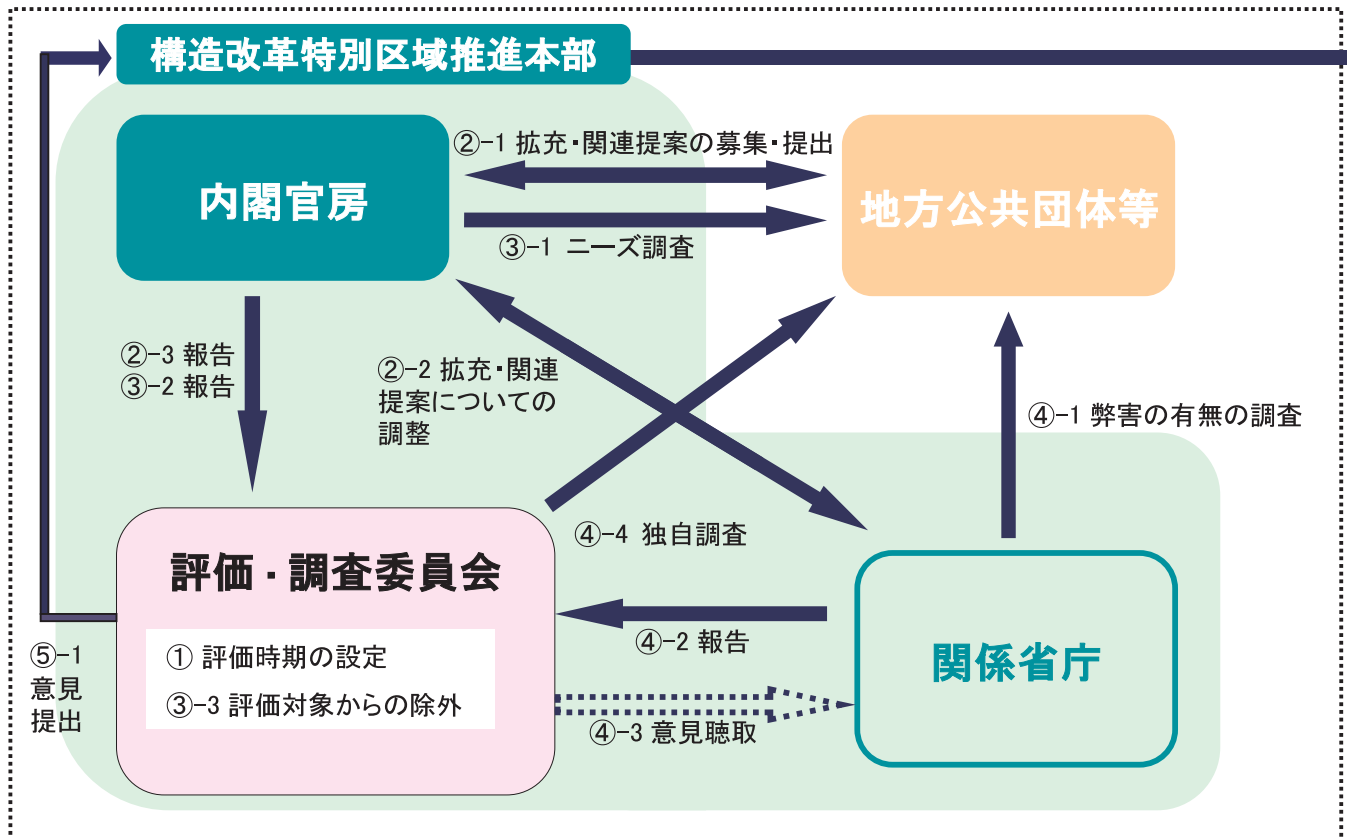 構造改革特別区域推進本部
内閣官房
②-1 拡充・関連提案の募集・提出
地方公共団体等
③-1 ニーズ調査
②-3 報告
③-2 報告
②-2 拡充・関連
提案についての
調整
④-1 弊害の有無の調査
④-4 独自調査
評価・調査委員会
① 評価時期の設定
③-3 評価対象からの除外
④-2 報告
関係省庁
④-3 意見聴取
⑤-1
意見
提出